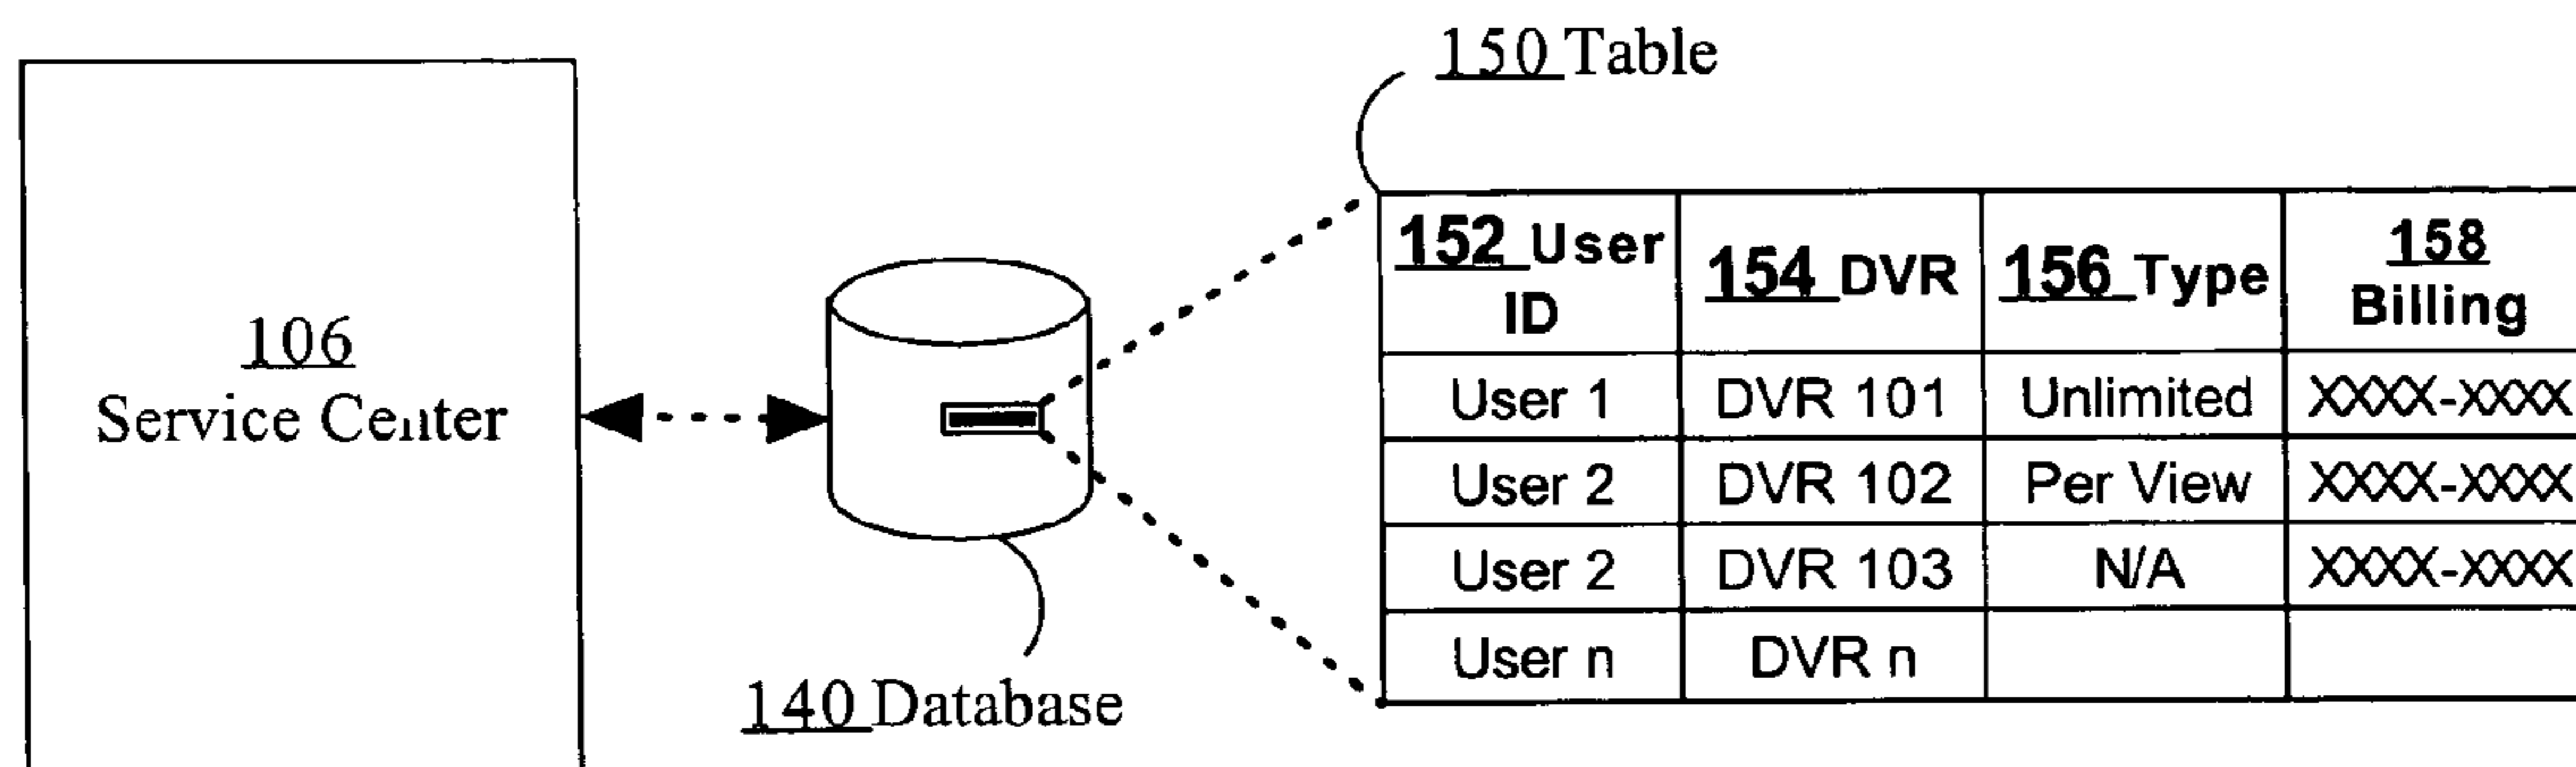 150 Table
106
Service Center
140 Database
152 User ID | 154 DVR | 156 Type | 158 Billing
User 1 | DVR 101 | Unlimited | XXXX-XXXX
User 2 | DVR 102 | Per View | XXXX-XXXX
User 2 | DVR 103 | N/A | XXXX-XXXX
User n | DVR n